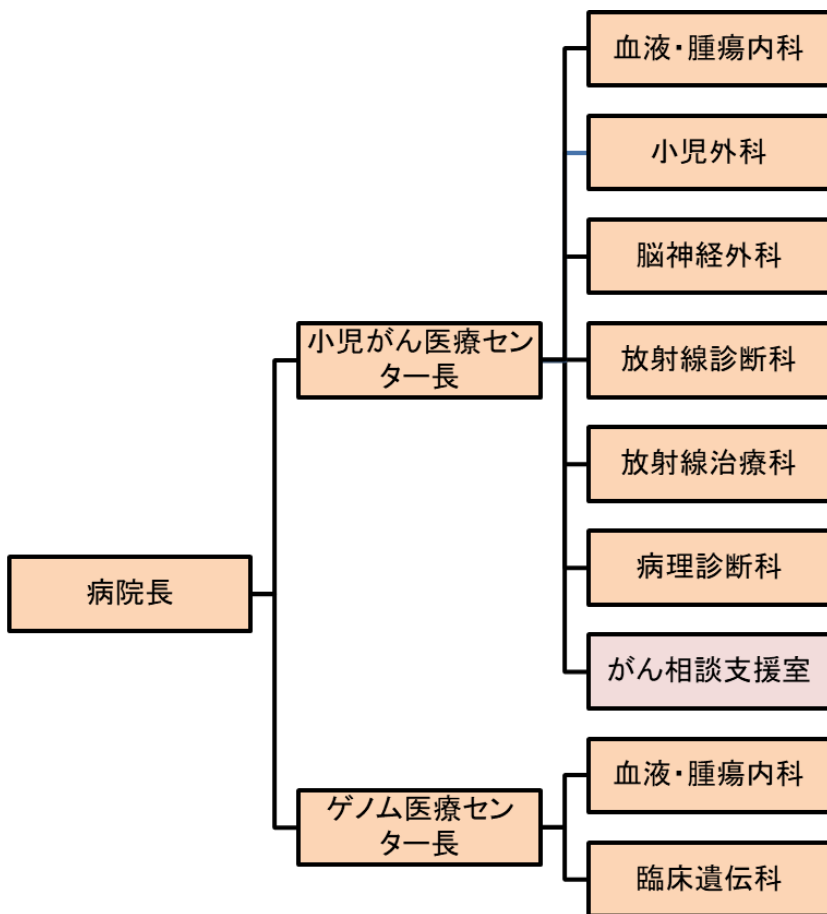 血液・腫瘍内科
小児外科
脳神経外科
小児がん医療セン
ター長
放射線診断科
放射線治療科
病理診断科
病院長
がん相談支援室
血液・腫瘍内科
ゲノム医療セン
ター長
臨床遺伝科